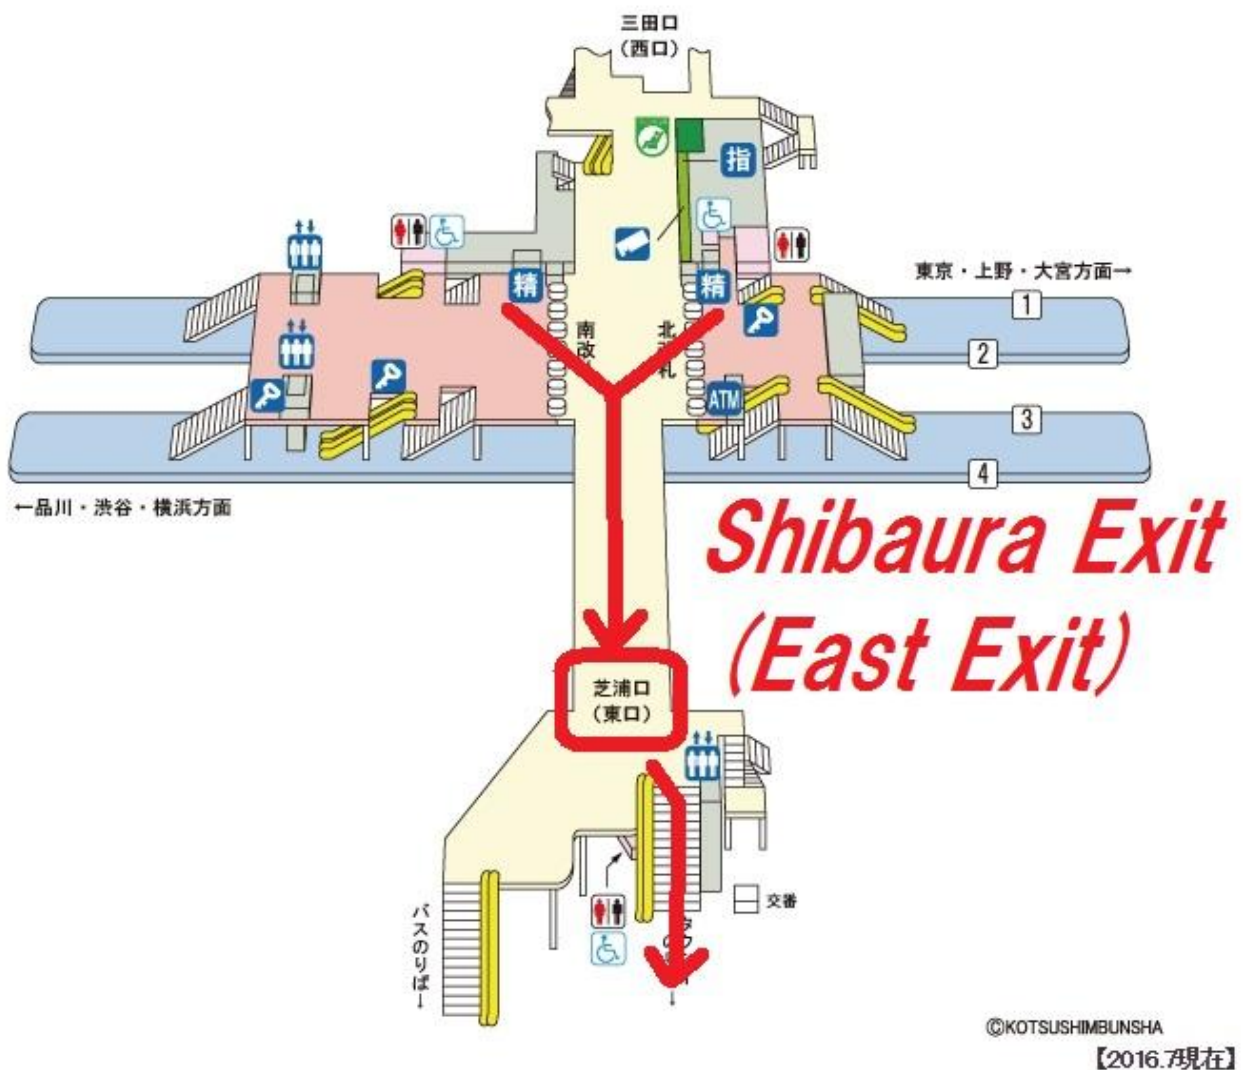 三田口
（西口）
指
精
精
東京・上野・大宮方面→
1
2
南改
北
札
ATM
3
4
←品川・渋谷・横浜方面
Shibaura Exit
(East Exit)
芝浦口
（東口）
交番
バスのりば→
©KOTSUSHIMBUNSHA
【2016.7現在】